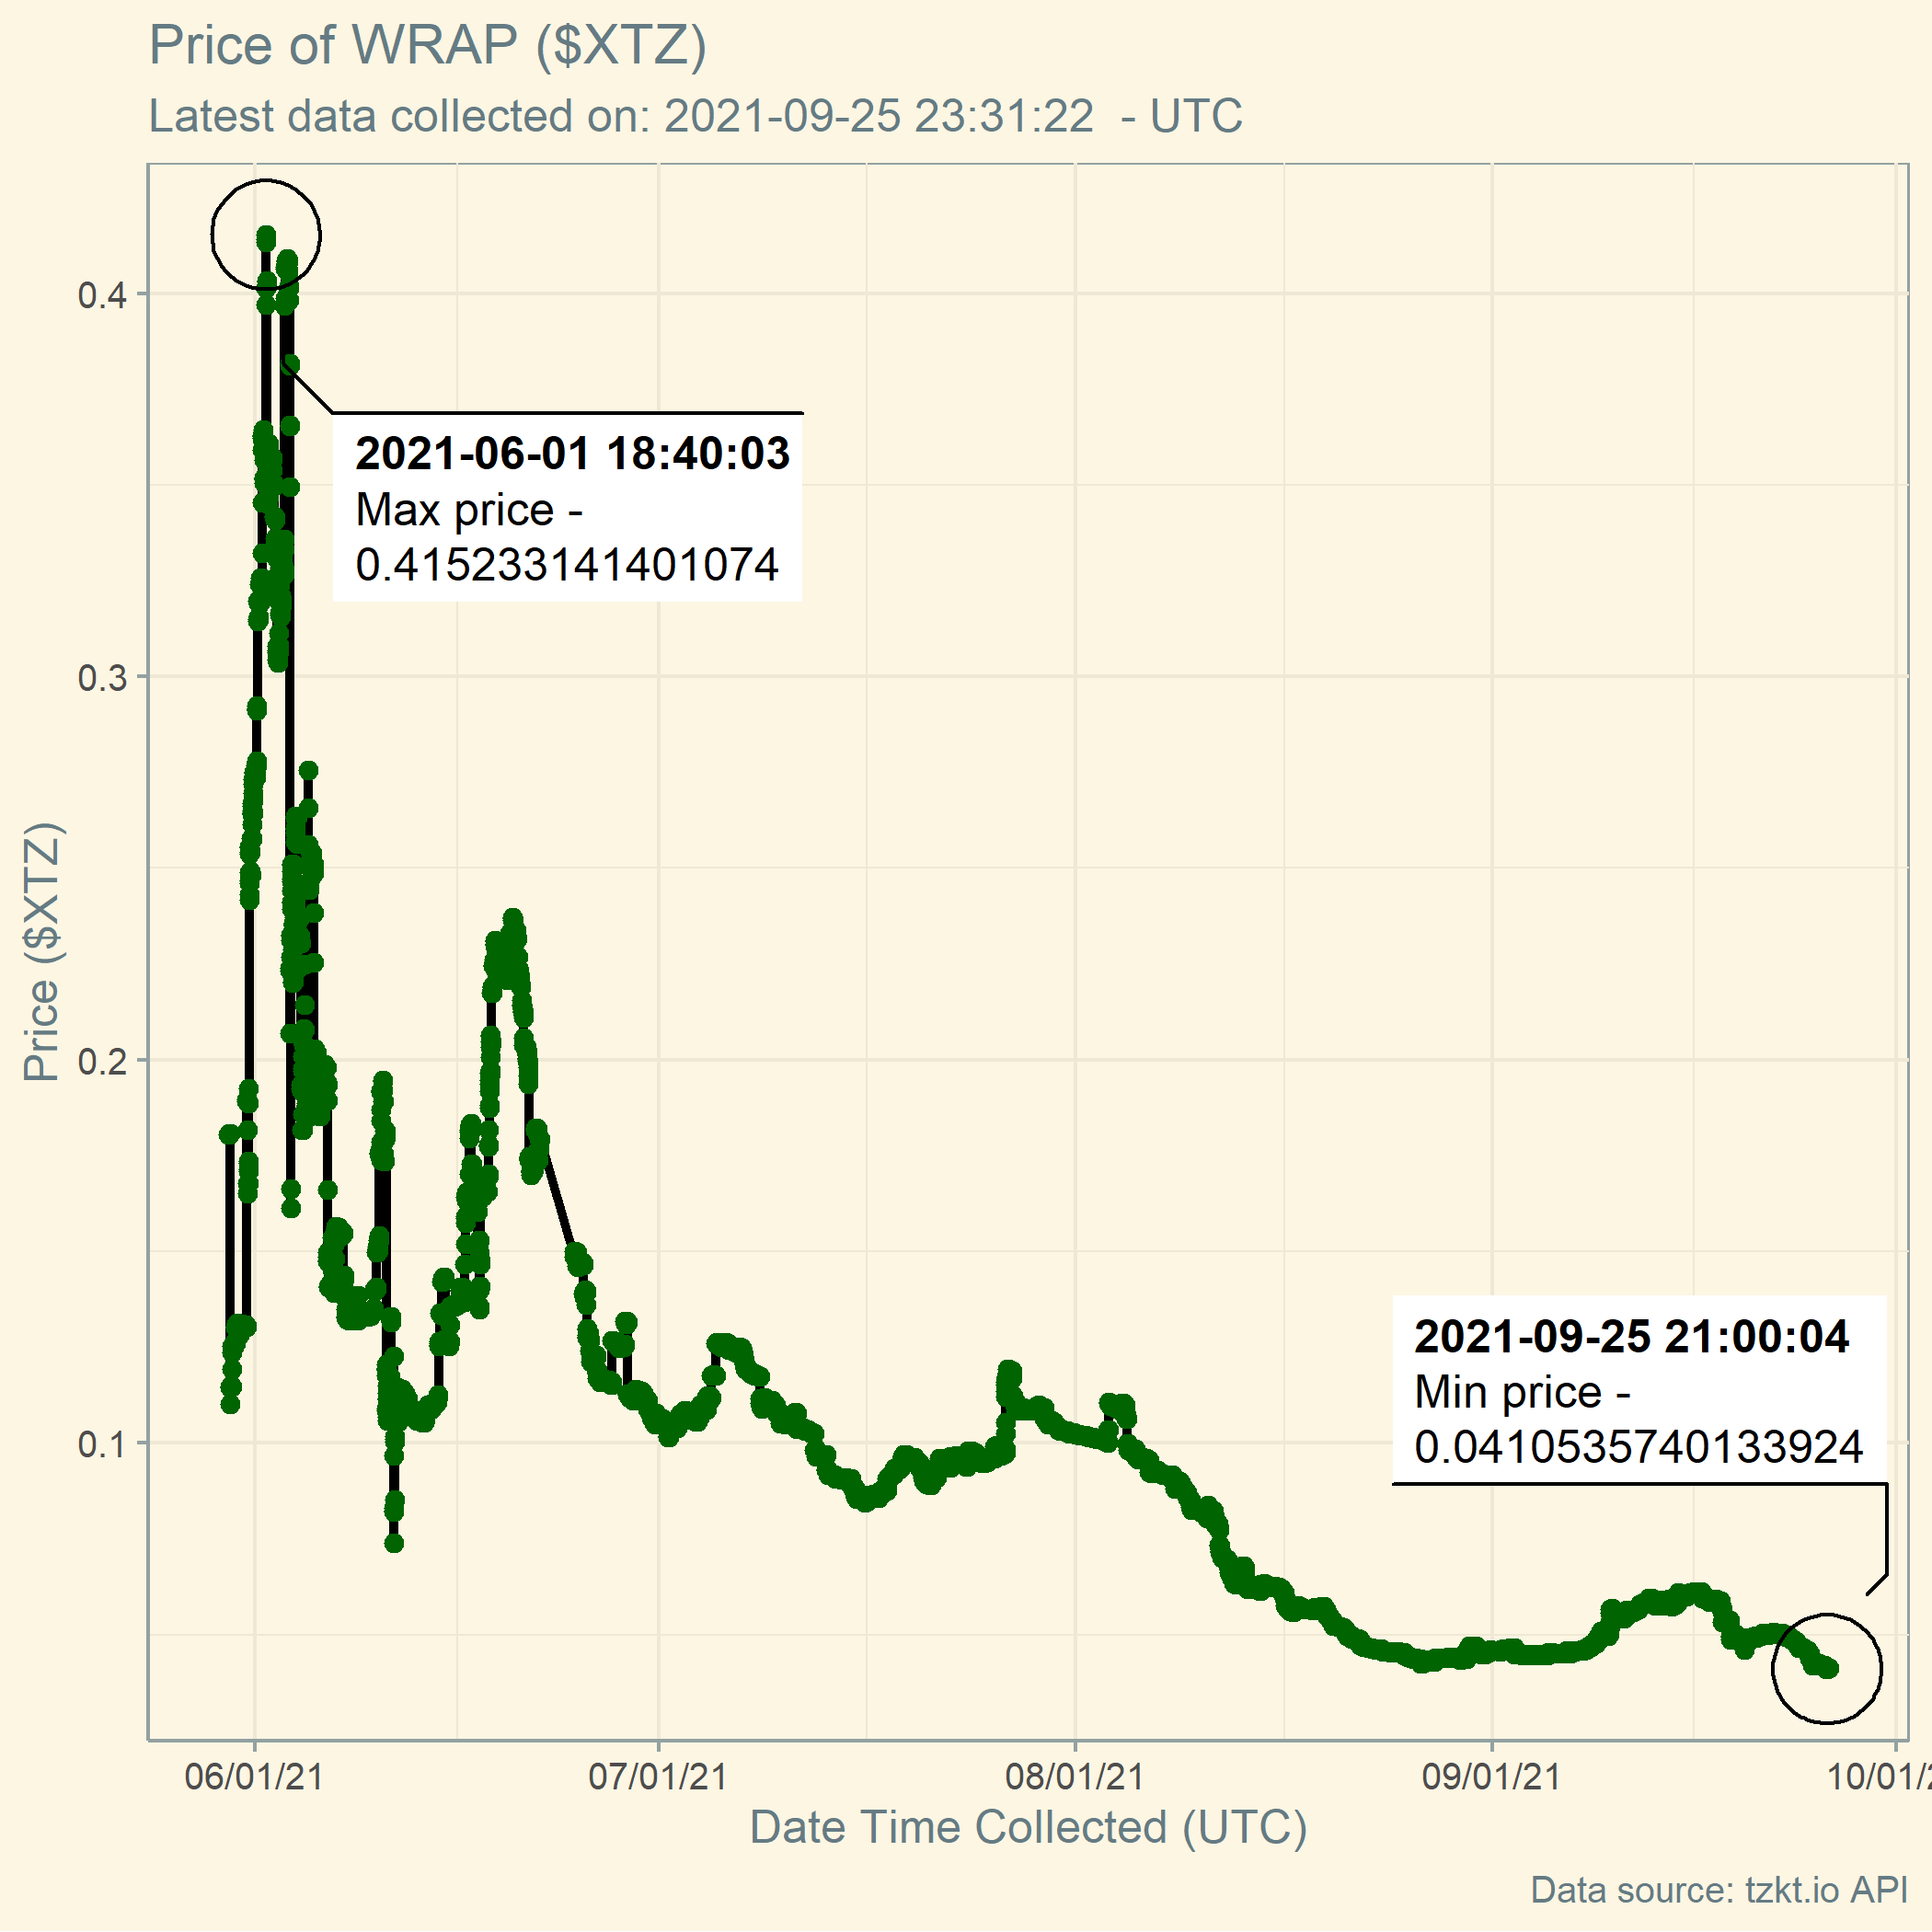 Price of WRAP ($XTZ)
Latest data collected on: 2021-09-25 23:31:22  - UTC
Price ($XTZ)
0.4
0.3
0.2
0.1
2021-06-01 18:40:03
Max price -
0.415233141401074
2021-09-25 21:00:04
Min price -
0.0410535740133924
06/01/21
07/01/21
08/01/21
09/01/21
10/01/2
Date Time Collected (UTC)
Data source: tzkt.io API